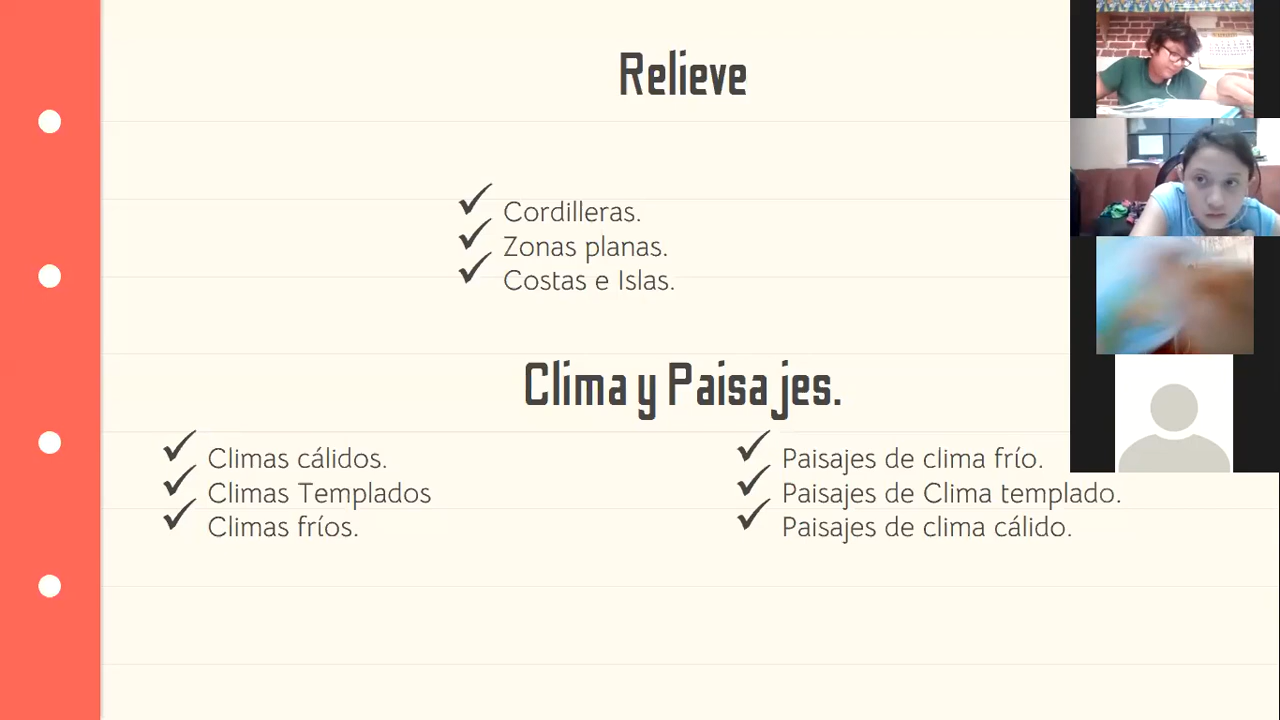 Relieve
Cordilleras.
Zonas planas.
Costas e Islas.
Clima y Paisajes.
Climas cálidos.
Climas Templados
Climas fríos.
Paisajes de clima frío.
Paisajes de Clima templado.
Paisajes de clima cálido.